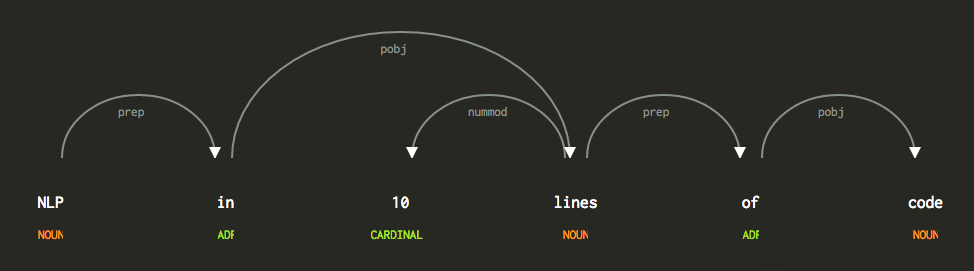 pobj
prep nummod prep pobj
NLP in 10 lines of code
NOUN ADP CARDINAL NOUN ADP NOUN